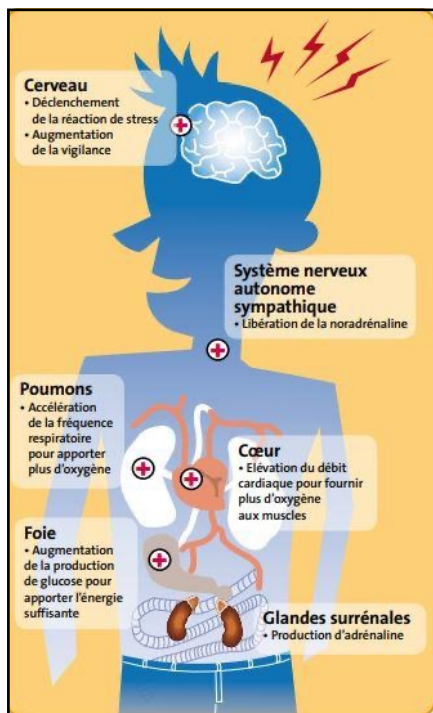 Cerveau
• Déclenchement
de la réaction de stress
• Augmentation
de la vigilance
Système nerveux
autonome
sympathique
• Libération de la noradrénaline
Poumons
• Accélération
de la fréquence
respiratoire
pour apporter
plus d'oxygène
Cœur
• Elévation du débit
cardiaque pour fournir
plus d'oxygène
aux muscles
Foie
• Augmentation
de la production
de glucose pour
apporter l'énergie
suffisante
Glandes surrénales
• Production d'adrénaline